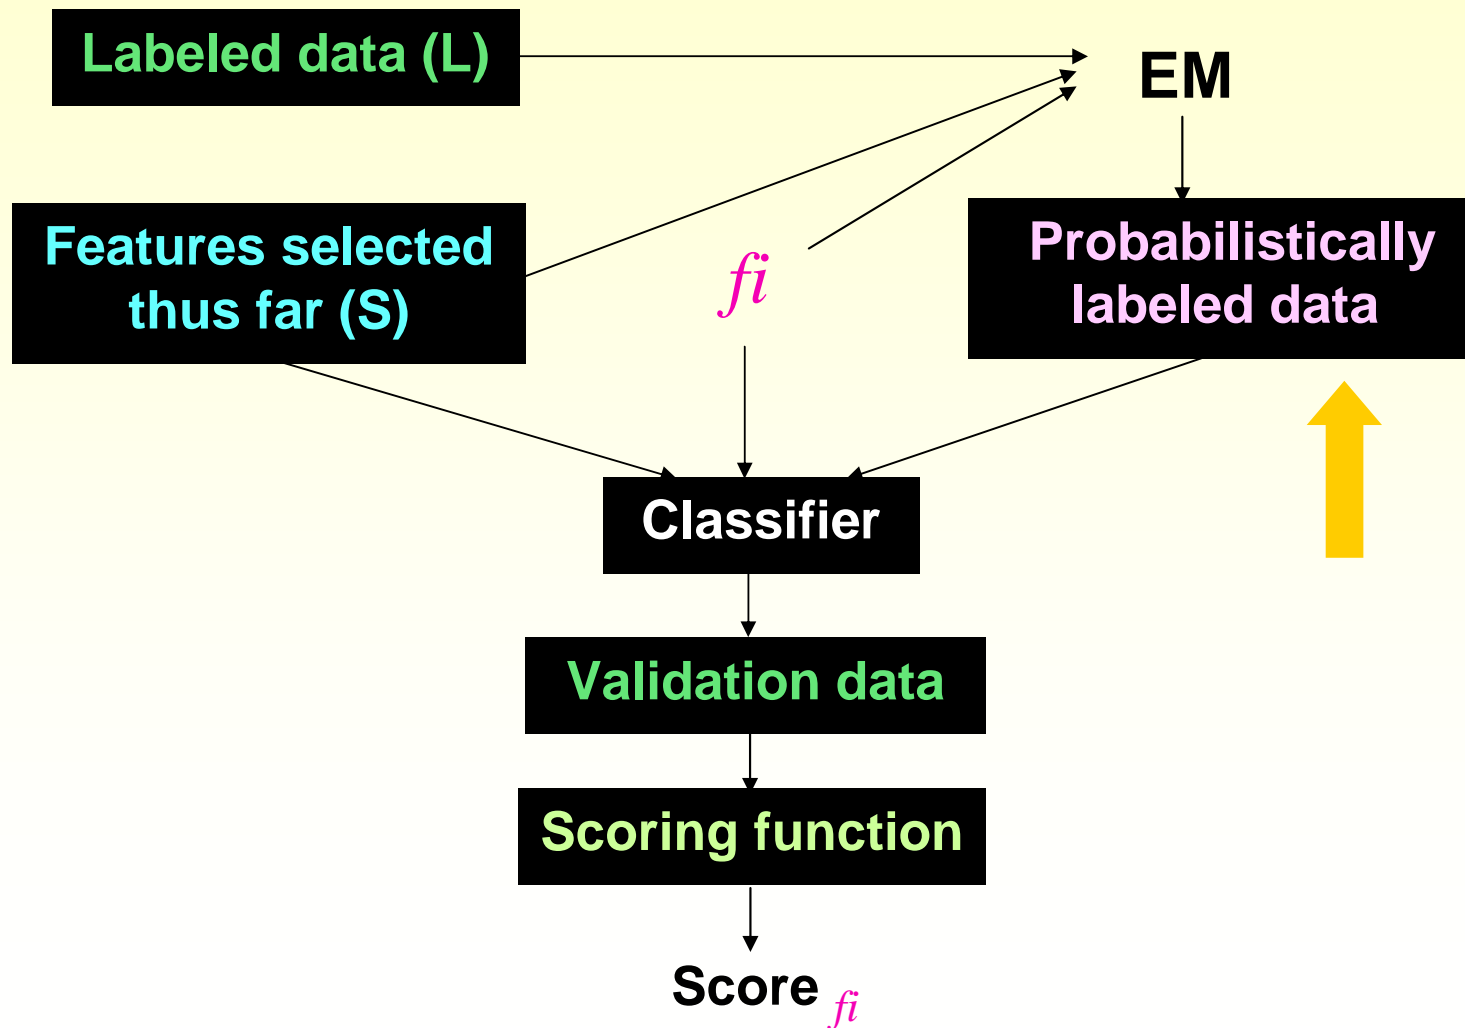 Labeled data (L)
EM
Features selected
thus far (S)
fi
Probabilistically
labeled data
Classifier
Validation data
Scoring function
Score fi